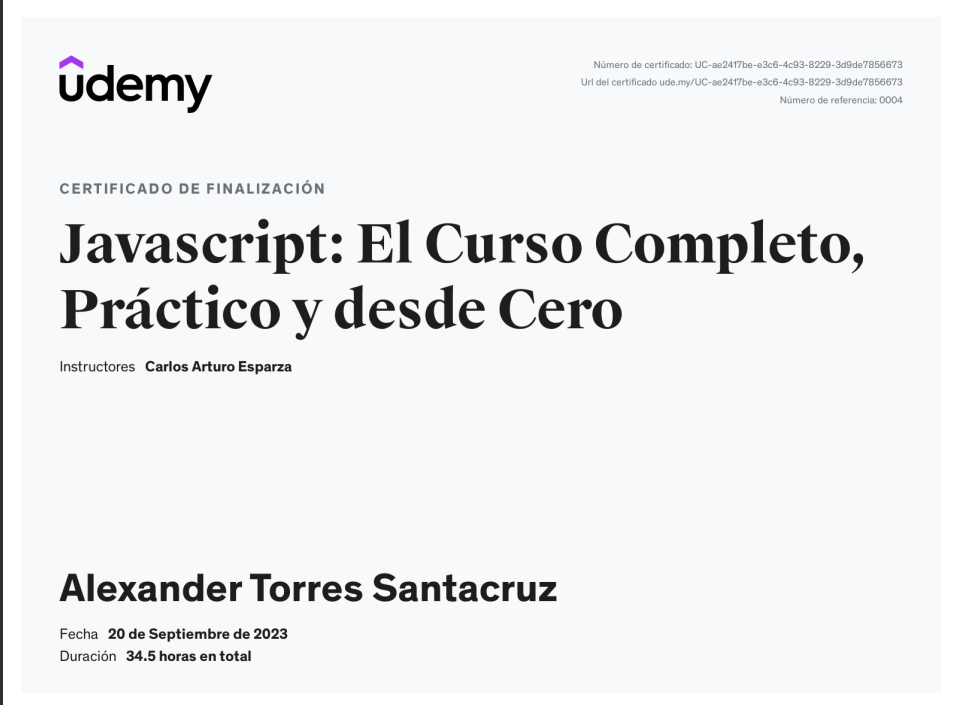 udemy
Número de certificado: UC-ae2417be-e3c6-4c93-8229-3d9de7856673
Url del certificado ude.my/UC-ae2417be-e3c6-4c93-8229-3d9de7856673
Número de referencia: 0004
CERTIFICADO DE FINALIZACIÓN
Javascript: El Curso Completo,
Práctico y desde Cero
Instructores Carlos Arturo Esparza
Alexander Torres Santacruz
Fecha 20 de Septiembre de 2023
Duración 34.5 horas en total